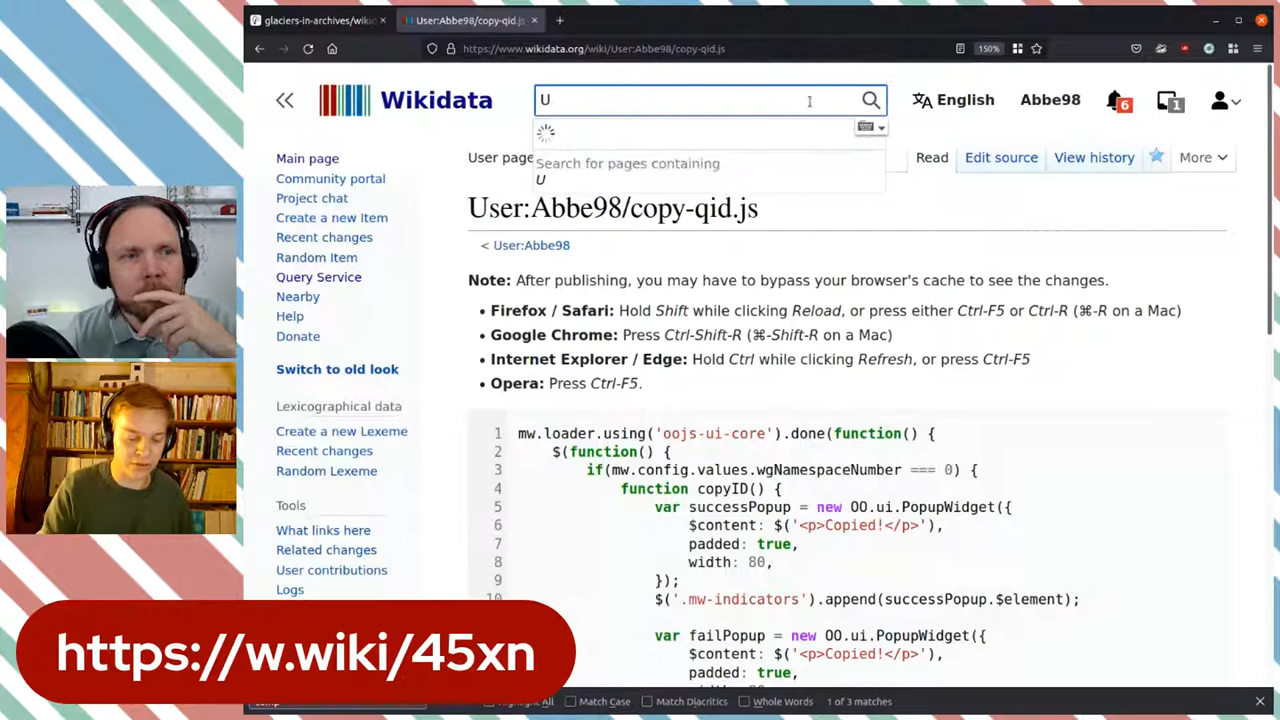 glaciers-in-archives/wikid
User:Abbe98/copy-qid.js
https://www.wikidata.org/wiki/User:Abbe98/copy-qid.js
150%
Wikidata
U
English
Abbe98
6
1
Search for pages containing
U
User page
Read
Edit source
View history
More
Main page
Community portal
Project chat
Create a new Item
Recent changes
Random Item
Query Service
Nearby
Help
Donate
Switch to old look
Lexicographical data
Create a new Lexeme
Recent changes
Random Lexeme
Tools
What links here
Related changes
User contributions
Logs
User:Abbe98/copy-qid.js
< User:Abbe98
Note: After publishing, you may have to bypass your browser's cache to see the changes.
• Firefox / Safari: Hold Shift while clicking Reload, or press either Ctrl-F5 or Ctrl-R (⌘-R on a Mac)
• Google Chrome: Press Ctrl-Shift-R (⌘-Shift-R on a Mac)
• Internet Explorer / Edge: Hold Ctrl while clicking Refresh, or press Ctrl-F5
• Opera: Press Ctrl-F5.
1 mw.loader.using('oojs-ui-core').done(function() {
2 $(function() {
3 if(mw.config.values.wgNamespaceNumber === 0) {
4 function copyID() {
5 var successPopup = new OO.ui.PopupWidget({
6 $content: $('<p>Copied!</p>'),
7 padded: true,
8 width: 80,
9 });
10 $('.mw-indicators').append(successPopup.$element);
var failPopup = new OO.ui.PopupWidget({
$content: $('<p>Copied!</p>'),
padded: true,
https://w.wiki/45xn
Match Case
Match Diacritics
Whole Words
1 of 3 matches